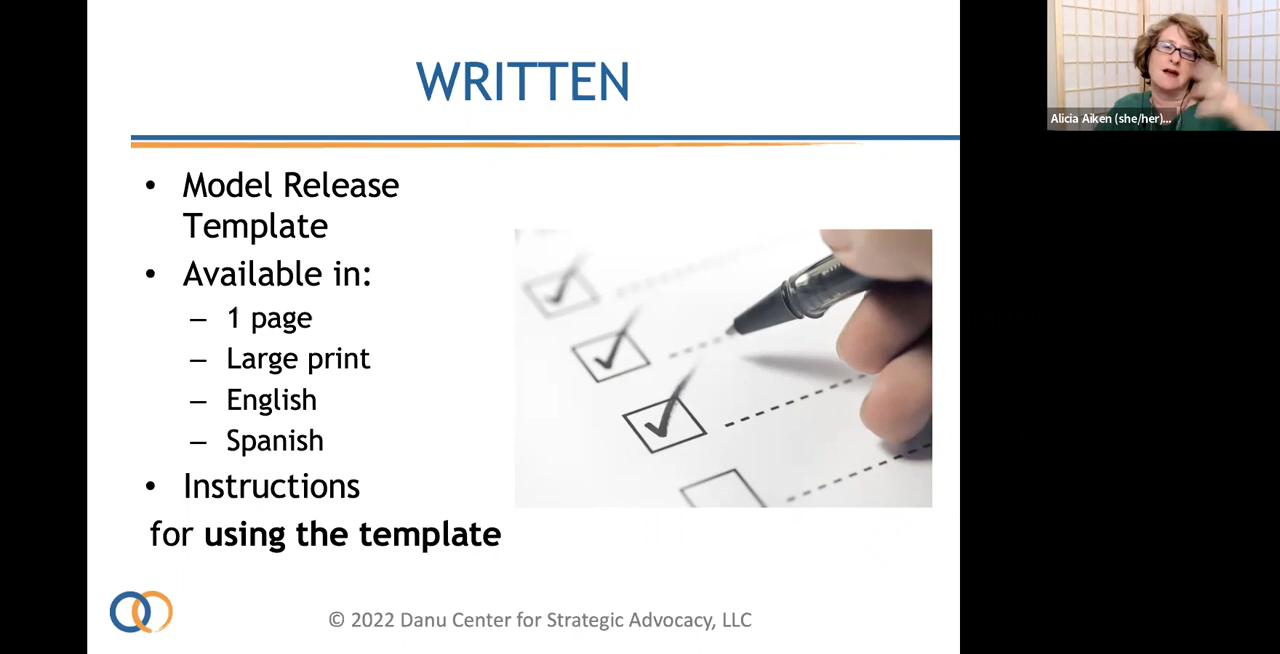 WRITTEN
• Model Release
Template
• Available in:
– 1 page
– Large print
– English
– Spanish
• Instructions
for using the template
© 2022 Danu Center for Strategic Advocacy, LLC
Alicia Aiken (she/her)...